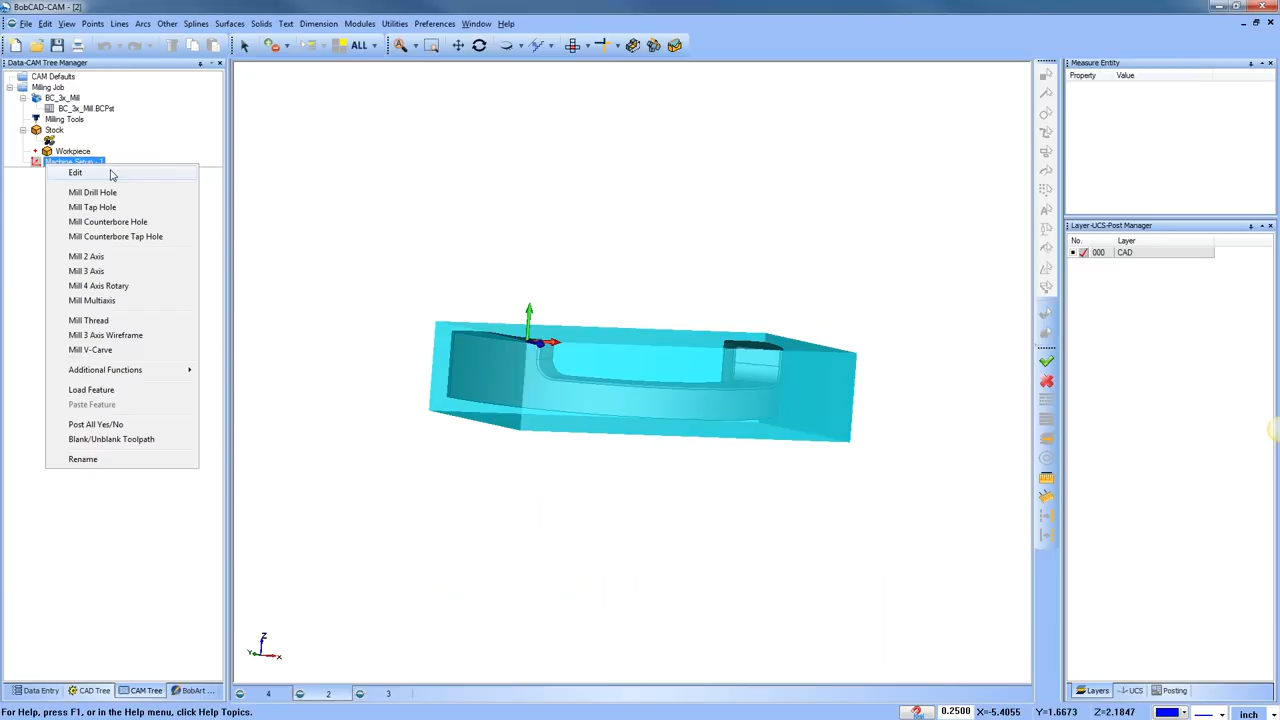 BobCAD-CAM - [2]
File Edit View Points Lines Arcs Other Splines Surfaces Solids Text Dimension Modules Utilities Preferences Window Help
ALL
Data-CAM Tree Manager
CAM Defaults
Milling Job
BC_3x_Mill
BC_3x_Mill.BCPst
Milling Tools
Stock
Workpiece
Machine Setup - 1
Edit
Mill Drill Hole
Mill Tap Hole
Mill Counterbore Hole
Mill Counterbore Tap Hole
Mill 2 Axis
Mill 3 Axis
Mill 4 Axis Rotary
Mill Multiaxis
Mill Thread
Mill 3 Axis Wireframe
Mill V-Carve
Additional Functions
Load Feature
Paste Feature
Post All Yes/No
Blank/Unblank Toolpath
Rename
Z
Y
X
Measure Entity
Property Value
Layer-UCS-Post Manager
No. Layer
000 CAD
Data Entry CAD Tree CAM Tree BobArt ...
4 2 3
Layers UCS Posting
For Help, press F1, or in the Help menu, click Help Topics.
0.2500 X=-5.4055 Y=1.6673 Z=2.1847 inch